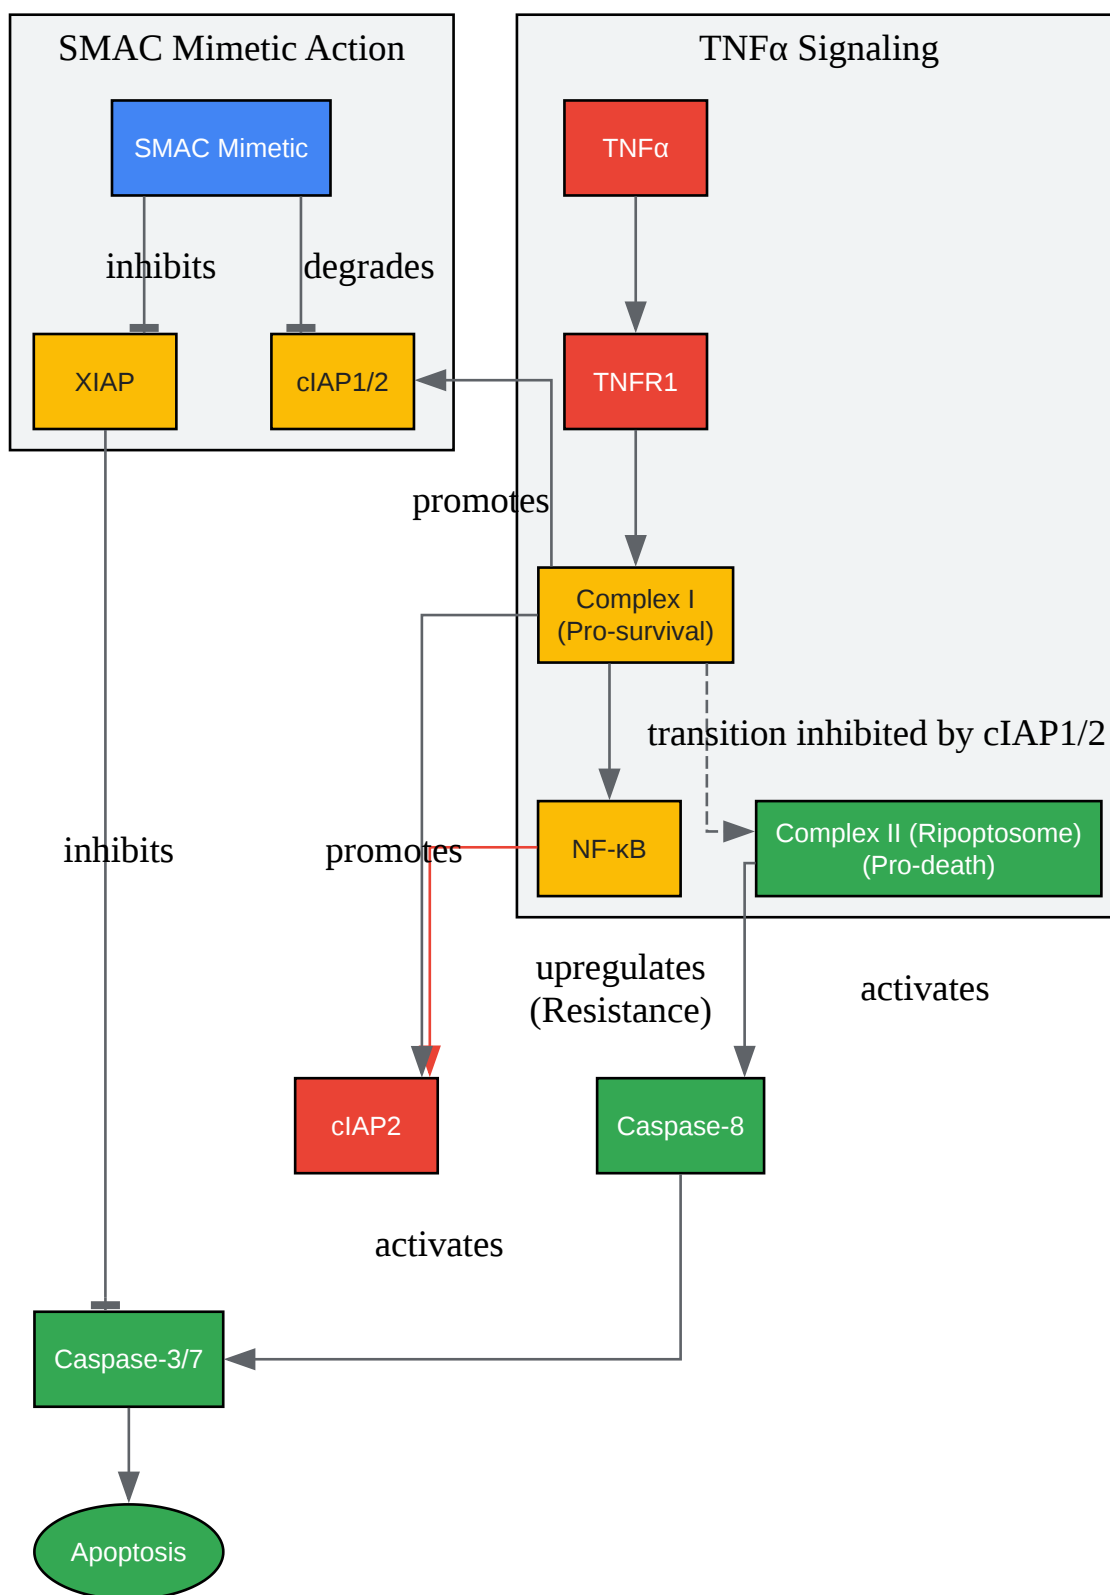 SMAC Mimetic Action
TNFα Signaling
SMAC Mimetic
TNFα
inhibits
degrades
XIAP
cIAP1/2
TNFR1
promotes
Complex I
(Pro-survival)
transition inhibited by cIAP1/2
inhibits
promotes
NF-κB
Complex II (Ripoptosome)
(Pro-death)
upregulates
(Resistance)
activates
cIAP2
Caspase-8
activates
Caspase-3/7
Apoptosis